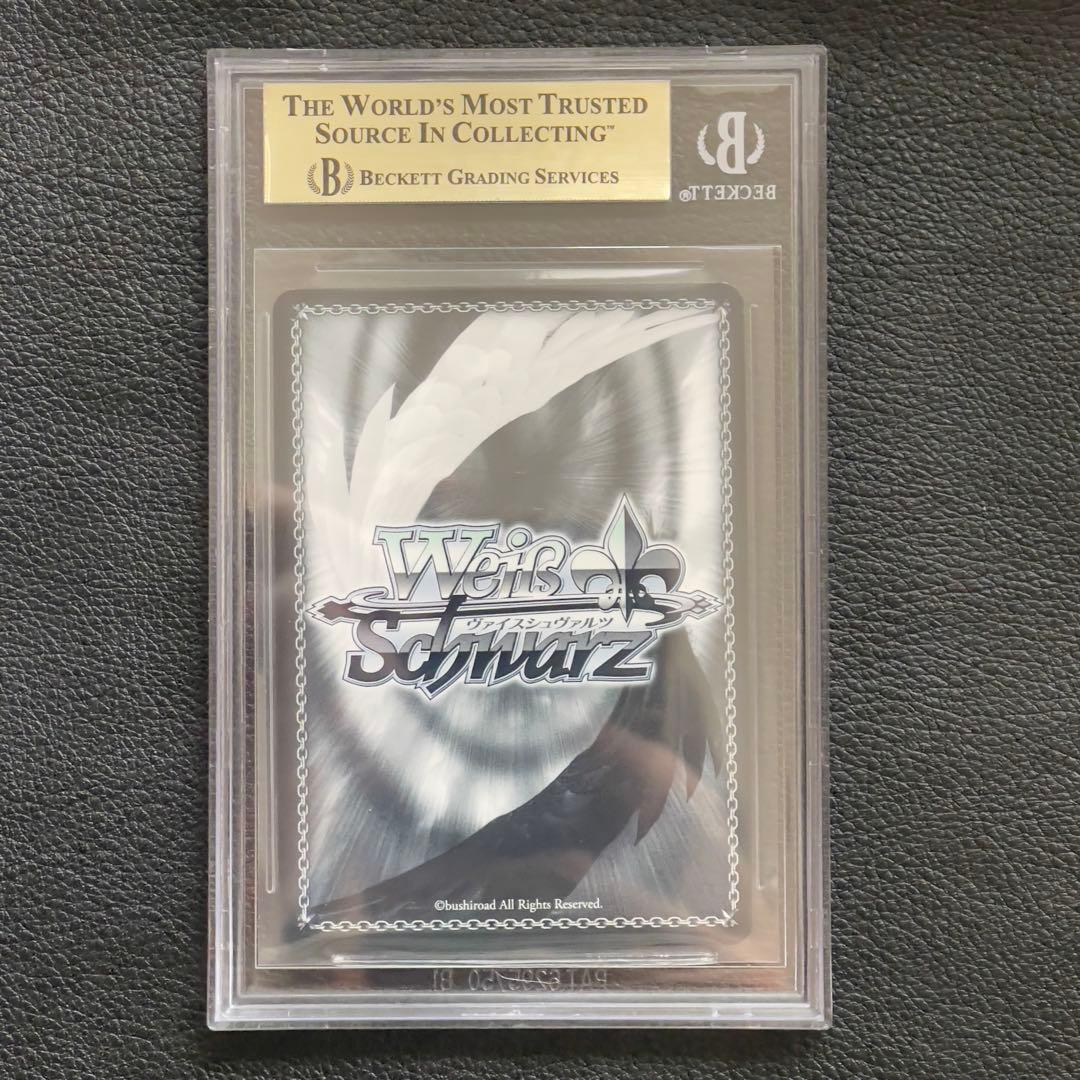 THE WORLD'S MOST TRUSTED
SOURCE IN COLLECTING™
B BECKETT GRADING SERVICES
B
BECKETT®
Weiß
ヴァイスシュヴァルツ
Schwarz
©bushiroad All Rights Reserved.